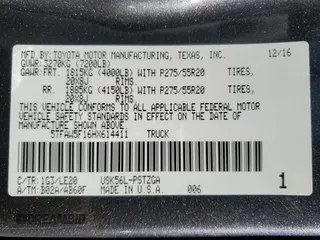 MFD.BY:TOYOTA MOTOR MANUFACTURING, TEXAS, INC. 12/16
GVWR:3270KG (7200LB)
GAWR:FRT. 1815KG (4000LB) WITH P275/55R20 TIRES,
20X8J RIMS.
RR. 1885KG (4150LB) WITH P275/55R20 TIRES,
20X8J RIMS.
THIS VEHICLE CONFORMS TO ALL APPLICABLE FEDERAL MOTOR
VEHICLE SAFETY STANDARDS IN EFFECT ON THE DATE OF
MANUFACTURE SHOWN ABOVE.
5TFAW5F16HX614411 TRUCK
C/TR:1G3/LE20 USK56L-PSTZGA
A/TM:B02A/AB60F MADE IN U.S.A. 006 1
DREAMBID